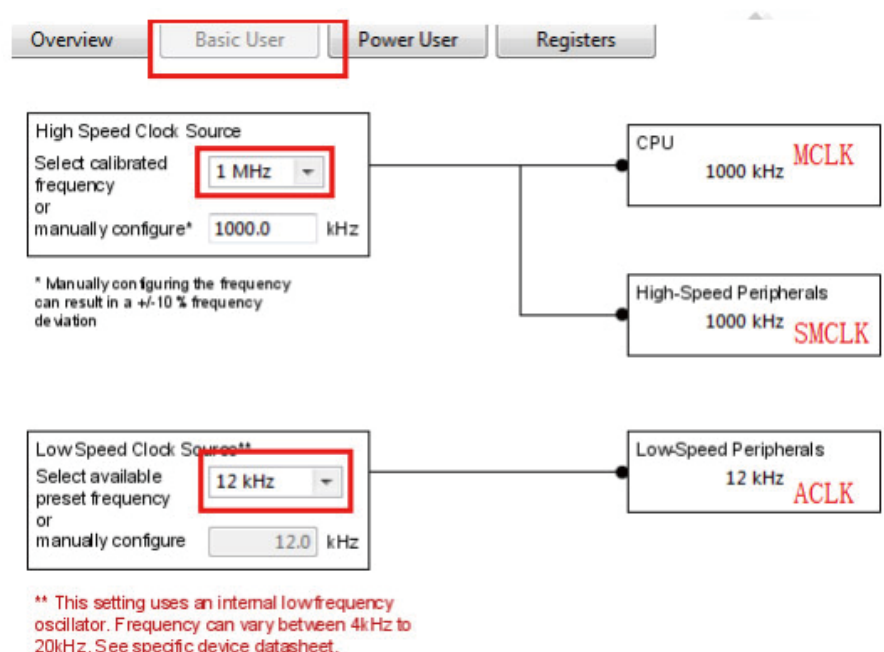 Overview Basic User Power User Registers
High Speed Clock Source
Select calibrated
frequency
1 MHz
or
manually configure* 1000.0 kHz
CPU
1000 kHz MCLK
* Manually configuring the frequency
can result in a +/-10 % frequency
deviation
High-Speed Peripherals
1000 kHz
SMCLK
Low Speed Clock Source**
Select available
preset frequency
12 kHz
or
manually configure 12.0 kHz
Low-Speed Peripherals
12 kHz
ACLK
** This setting uses an internal low frequency
oscillator. Frequency can vary between 4kHz to
20kHz. See specific device datasheet.